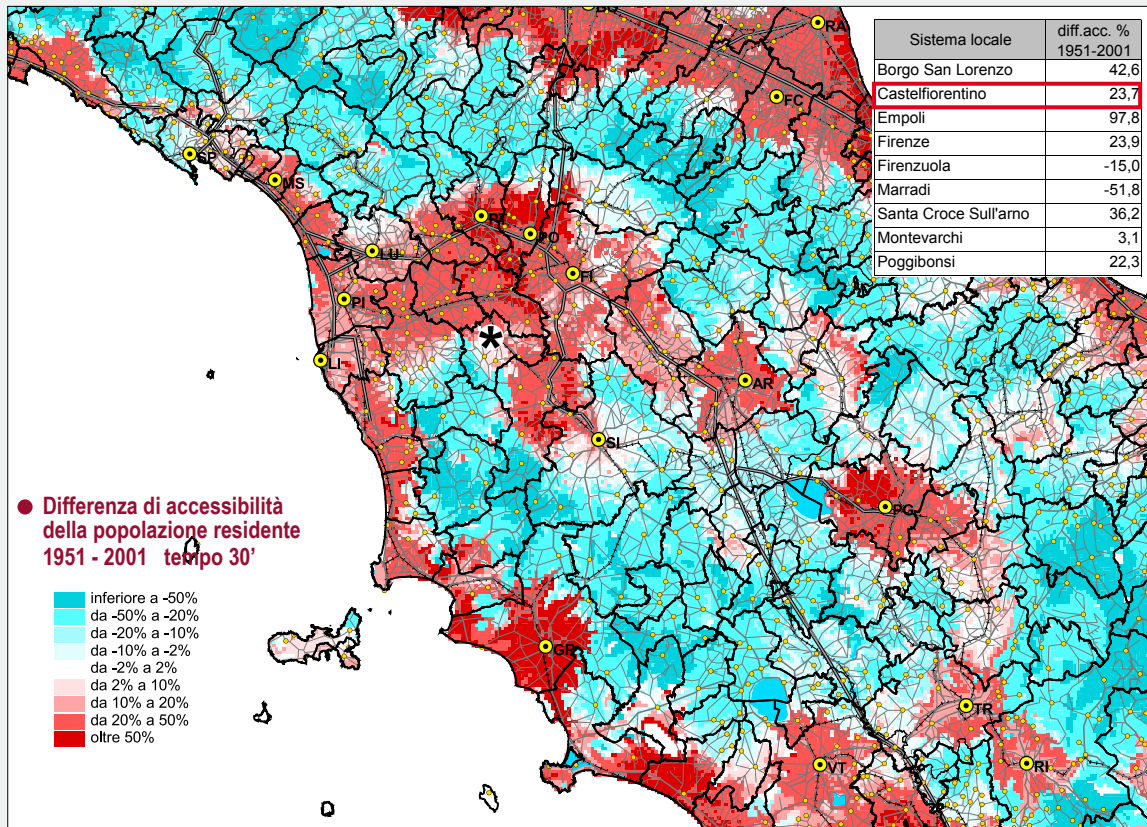 Sistema locale diff.acc. % 1951-2001
Borgo San Lorenzo 42,6
Castelfiorentino 23,7
Empoli 97,8
Firenze 23,9
Firenzuola -15,0
Marradi -51,8
Santa Croce Sull'arno 36,2
Montevarchi 3,1
Poggibonsi 22,3
RA
FC
SP
MS
PT
PO
LU
FI
PI
*
LI
AR
SI
PG
GR
TR
VT
RI
Differenza di accessibilità
della popolazione residente
1951 - 2001 tempo 30’
inferiore a -50%
da -50% a -20%
da -20% a -10%
da -10% a -2%
da -2% a 2%
da 2% a 10%
da 10% a 20%
da 20% a 50%
oltre 50%